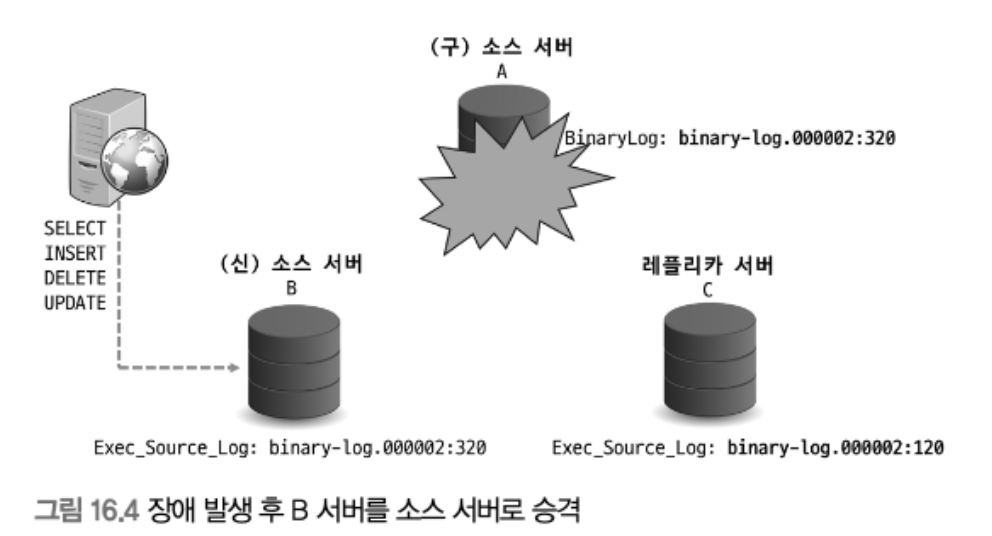 (구) 소스 서버
A
BinaryLog: binary-log.000002:320
SELECT
INSERT
DELETE
UPDATE
(신) 소스 서버
B
레플리카 서버
C
Exec_Source_Log: binary-log.000002:320
Exec_Source_Log: binary-log.000002:120
그림 16.4 장애 발생 후 B 서버를 소스 서버로 승격